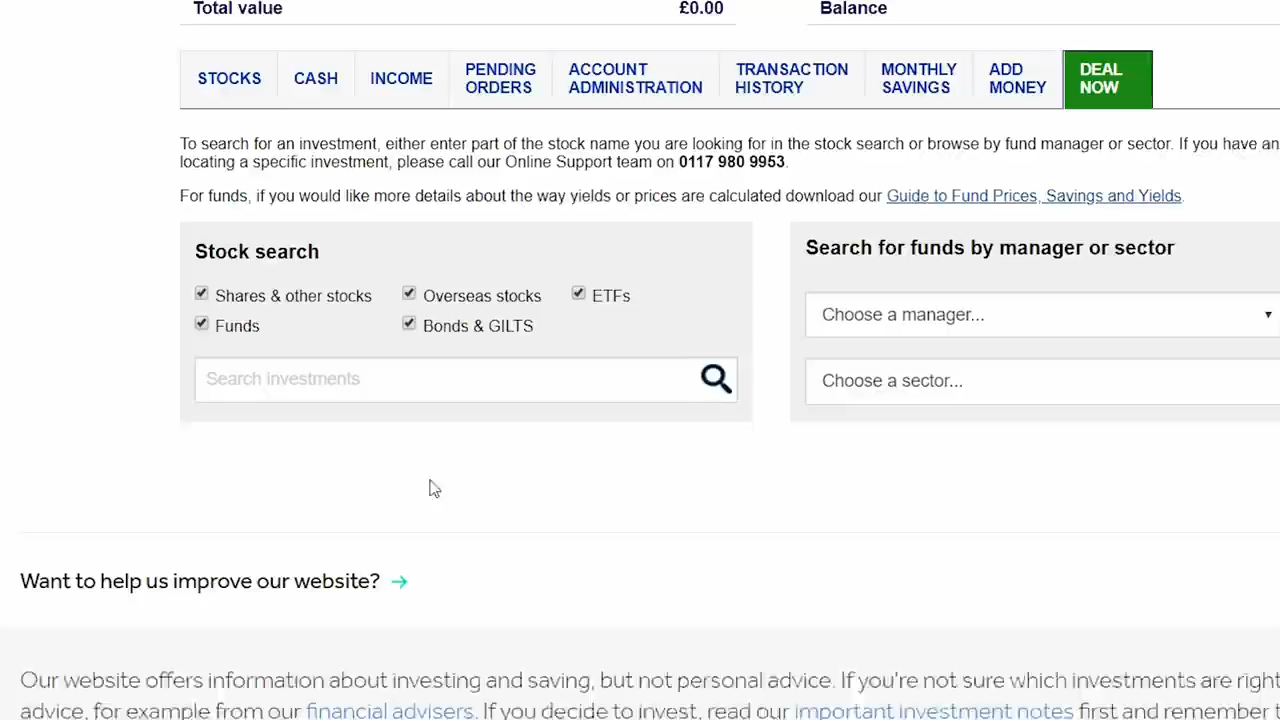 Total value £0.00 Balance
STOCKS CASH INCOME PENDING ORDERS ACCOUNT ADMINISTRATION TRANSACTION HISTORY MONTHLY SAVINGS ADD MONEY DEAL NOW
To search for an investment, either enter part of the stock name you are looking for in the stock search or browse by fund manager or sector. If you have an
locating a specific investment, please call our Online Support team on 0117 980 9953.
For funds, if you would like more details about the way yields or prices are calculated download our Guide to Fund Prices, Savings and Yields.
Stock search
Shares & other stocks Overseas stocks ETFs
Funds Bonds & GILTS
Search investments
Search for funds by manager or sector
Choose a manager...
Choose a sector...
Want to help us improve our website?
Our website offers information about investing and saving, but not personal advice. If you're not sure which investments are right
advice, for example from our financial advisers. If you decide to invest, read our important investment notes first and remember